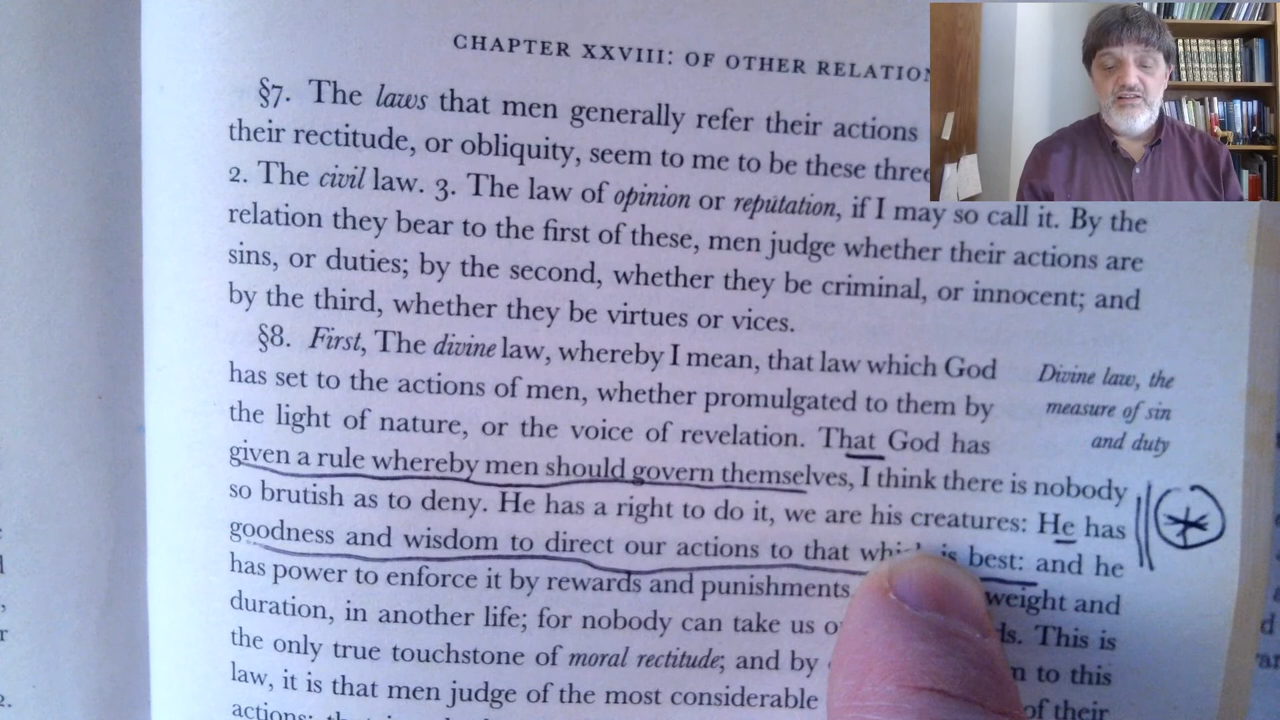 CHAPTER XXVIII: OF OTHER RELATION
§7. The laws that men generally refer their actions
their rectitude, or obliquity, seem to me to be these three
2. The civil law. 3. The law of opinion or reputation, if I may so call it. By the
relation they bear to the first of these, men judge whether their actions are
sins, or duties; by the second, whether they be criminal, or innocent; and
by the third, whether they be virtues or vices.
§8. First, The divine law, whereby I mean, that law which God
has set to the actions of men, whether promulgated to them by
the light of nature, or the voice of revelation. That God has
given a rule whereby men should govern themselves, I think there is nobody
so brutish as to deny. He has a right to do it, we are his creatures: He has
goodness and wisdom to direct our actions to that which is best: and he
has power to enforce it by rewards and punishments weight and
duration, in another life; for nobody can take us This is
the only true touchstone of moral rectitude; and by to this
law, it is that men judge of the most considerable
actions; of their
Divine law, the
measure of sin
and duty